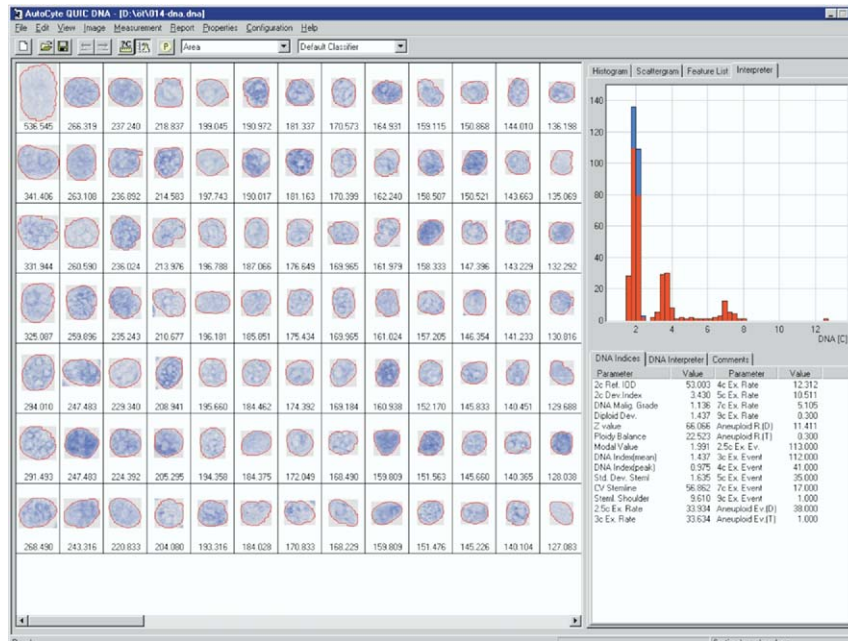 AutoCyte QUIC DNA - [D:\ot\014-dna.dna]
File Edit View Image Measurement Report Properties Configuration Help
Area Default Classifier
Histogram Scattergram Feature List Interpreter
536.545 266.319 237.240 218.837 199.045 190.972 181.337 170.573 164.931 159.115 150.868 144.010 136.198
341.406 263.108 236.892 214.583 197.743 190.017 181.163 170.399 162.240 158.507 150.521 143.663 135.069
331.944 260.590 236.024 213.976 196.788 187.066 176.649 169.965 161.979 158.333 147.396 143.229 132.292
325.087 259.896 235.243 210.677 196.181 185.851 175.434 169.965 161.024 157.205 146.354 141.233 130.816
294.010 247.483 229.340 208.941 195.660 184.462 174.392 169.184 160.938 152.170 145.833 140.451 129.688
291.493 247.483 224.392 205.295 194.358 184.375 172.049 168.490 159.809 151.563 145.660 140.365 128.038
268.490 243.316 220.833 204.080 193.316 184.028 170.833 168.229 159.809 151.476 145.226 140.104 127.083
140
120
100
80
60
40
20
0
2 4 6 8 10 12
DNA [C]
DNA Indices DNA Interpreter Comments
Parameter Value Parameter Value
2c Ref. IOD 53.003 4c Ex. Rate 12.312
2c Dev.Index 3.430 5c Ex. Rate 10.511
DNA Malig. Grade 1.136 7c Ex. Rate 5.105
Diploid Dev. 1.437 9c Ex. Rate 0.300
Z value 66.066 Aneuploid R.(D) 11.411
Ploidy Balance 22.523 Aneuploid R.(T) 0.300
Modal Value 1.991 2.5c Ex. Ev. 113.000
DNA Index(mean) 1.437 3c Ex. Event 112.000
DNA Index(peak) 0.975 4c Ex. Event 41.000
Std. Dev. Steml 1.635 5c Ex. Event 35.000
CV Stemline 56.862 7c Ex. Event 17.000
Steml. Shoulder 9.610 9c Ex. Event 1.000
2.5c Ex. Rate 33.934 Aneuploid Ev.(D) 38.000
3c Ex. Rate 33.634 Aneuploid Ev.(T) 1.000